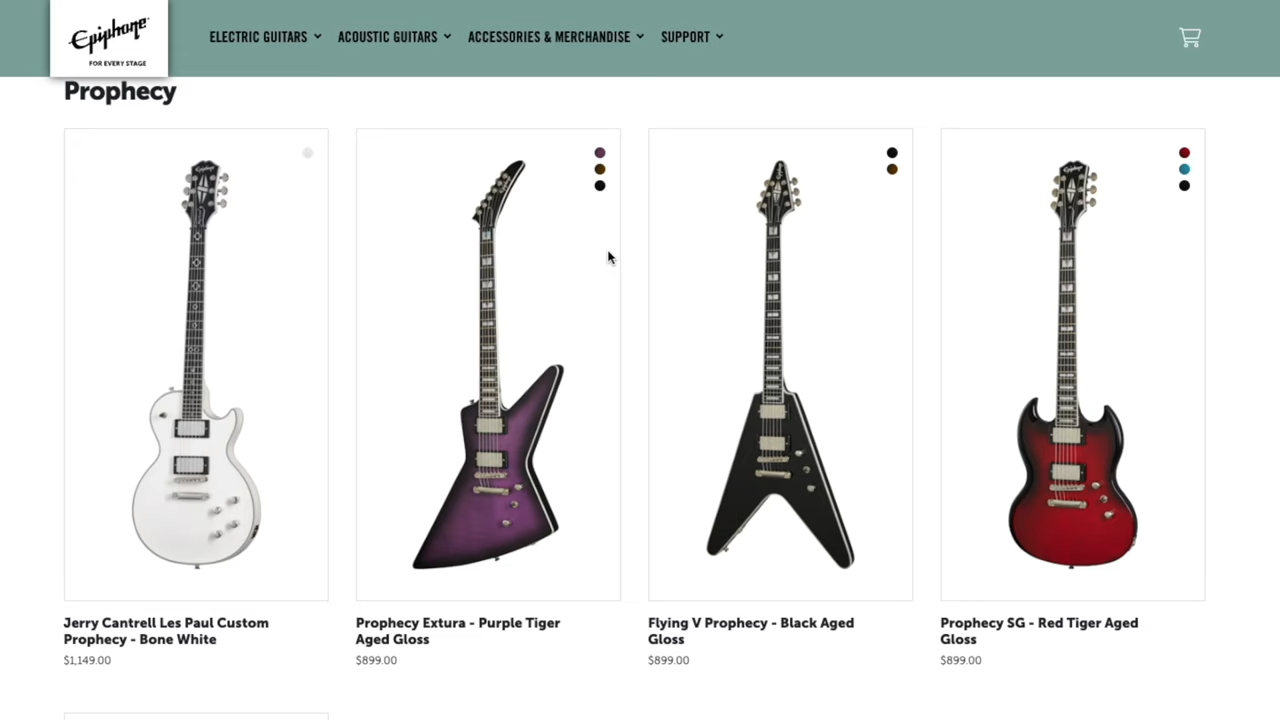 Epiphone
FOR EVERY STAGE
ELECTRIC GUITARS
ACOUSTIC GUITARS
ACCESSORIES & MERCHANDISE
SUPPORT
Prophecy
Jerry Cantrell Les Paul Custom
Prophecy - Bone White
$1,149.00
Prophecy Extura - Purple Tiger
Aged Gloss
$899.00
Flying V Prophecy - Black Aged
Gloss
$899.00
Prophecy SG - Red Tiger Aged
Gloss
$899.00